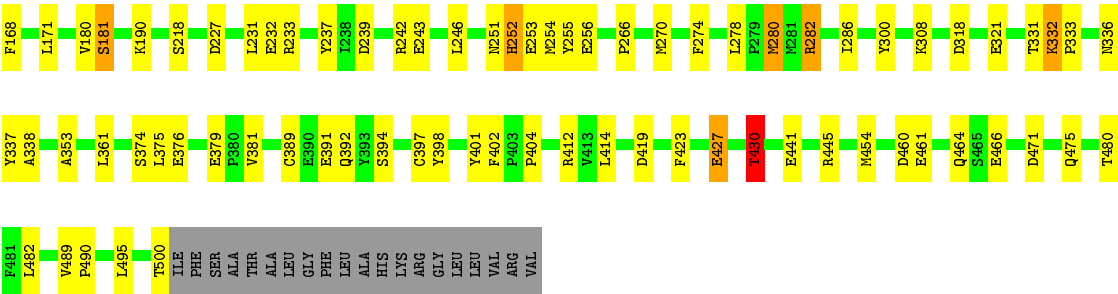 F168 L171 V180 S181 K190 S218 D227 L231 E232 R233 Y237 I238 D239 R242 E243 L246 M251 H252 E253 M254 Y255 E256 P266 M270 F274 L278 P279 M280 M281 R282 I286 Y300 K308 D318 E321 T331 K332 P333 N336
Y337 A338 A353 L361 S374 L375 E376 E379 P380 V381 C389 E390 E391 Q392 Y393 S394 C397 Y398 Y401 F402 P403 P404 R412 V413 L414 D419 F423 E427 T430 E441 R445 M454 D460 E461 Q464 S465 E466 D471 Q475 T480
F481 L482 V489 P490 L495 T500 ILE PHE SER ALA THR ALA LEU GLY PHE LEU ALA HIS LYS ARG GLY LEU LEU VAL ARG VAL